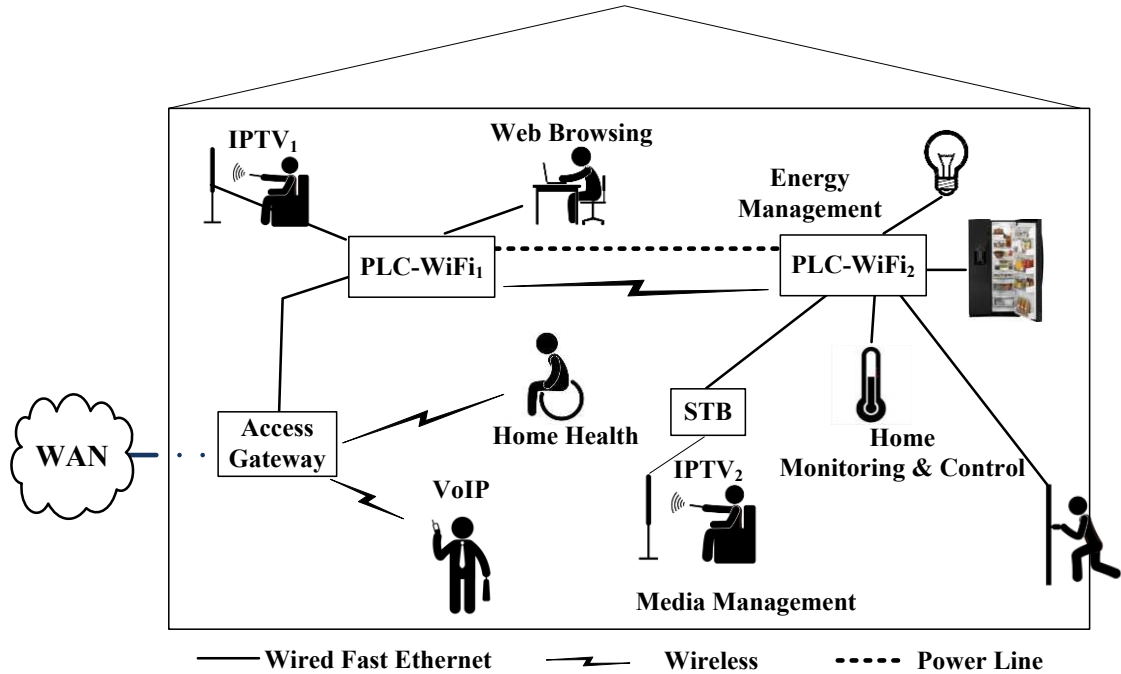 IPTV1
Web Browsing
Energy
Management
PLC-WiFi1
PLC-WiFi2
Access
Gateway
WAN
Home Health
STB
Home
Monitoring & Control
VoIP
IPTV2
Media Management
Wired Fast Ethernet
Wireless
Power Line